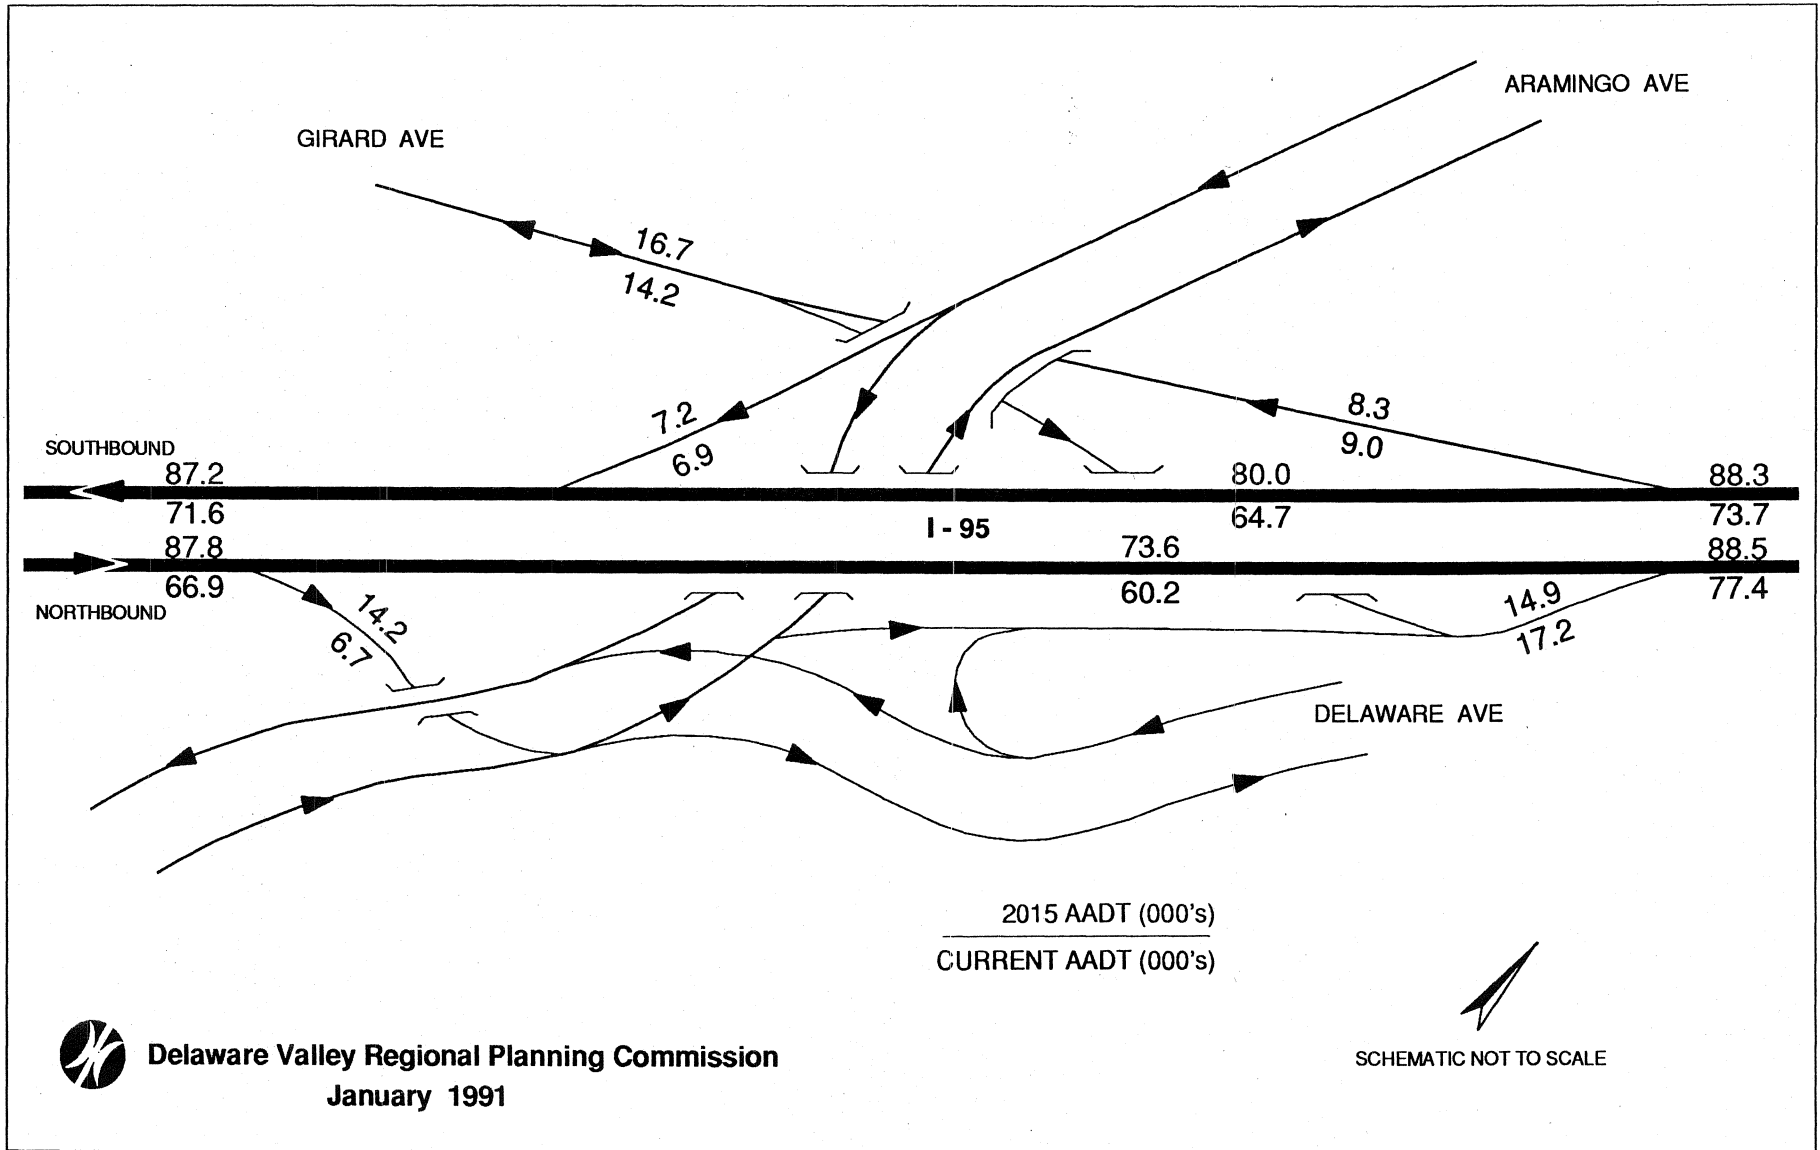 ARAMINGO AVE
GIRARD AVE
16.7
14.2
7.2
6.9
8.3
9.0
SOUTHBOUND
87.2
80.0
88.3
71.6
64.7
73.7
I - 95
87.8
73.6
88.5
66.9
60.2
77.4
NORTHBOUND
14.2
6.7
14.9
17.2
DELAWARE AVE
2015 AADT (000's)
CURRENT AADT (000's)
Delaware Valley Regional Planning Commission
January 1991
SCHEMATIC NOT TO SCALE